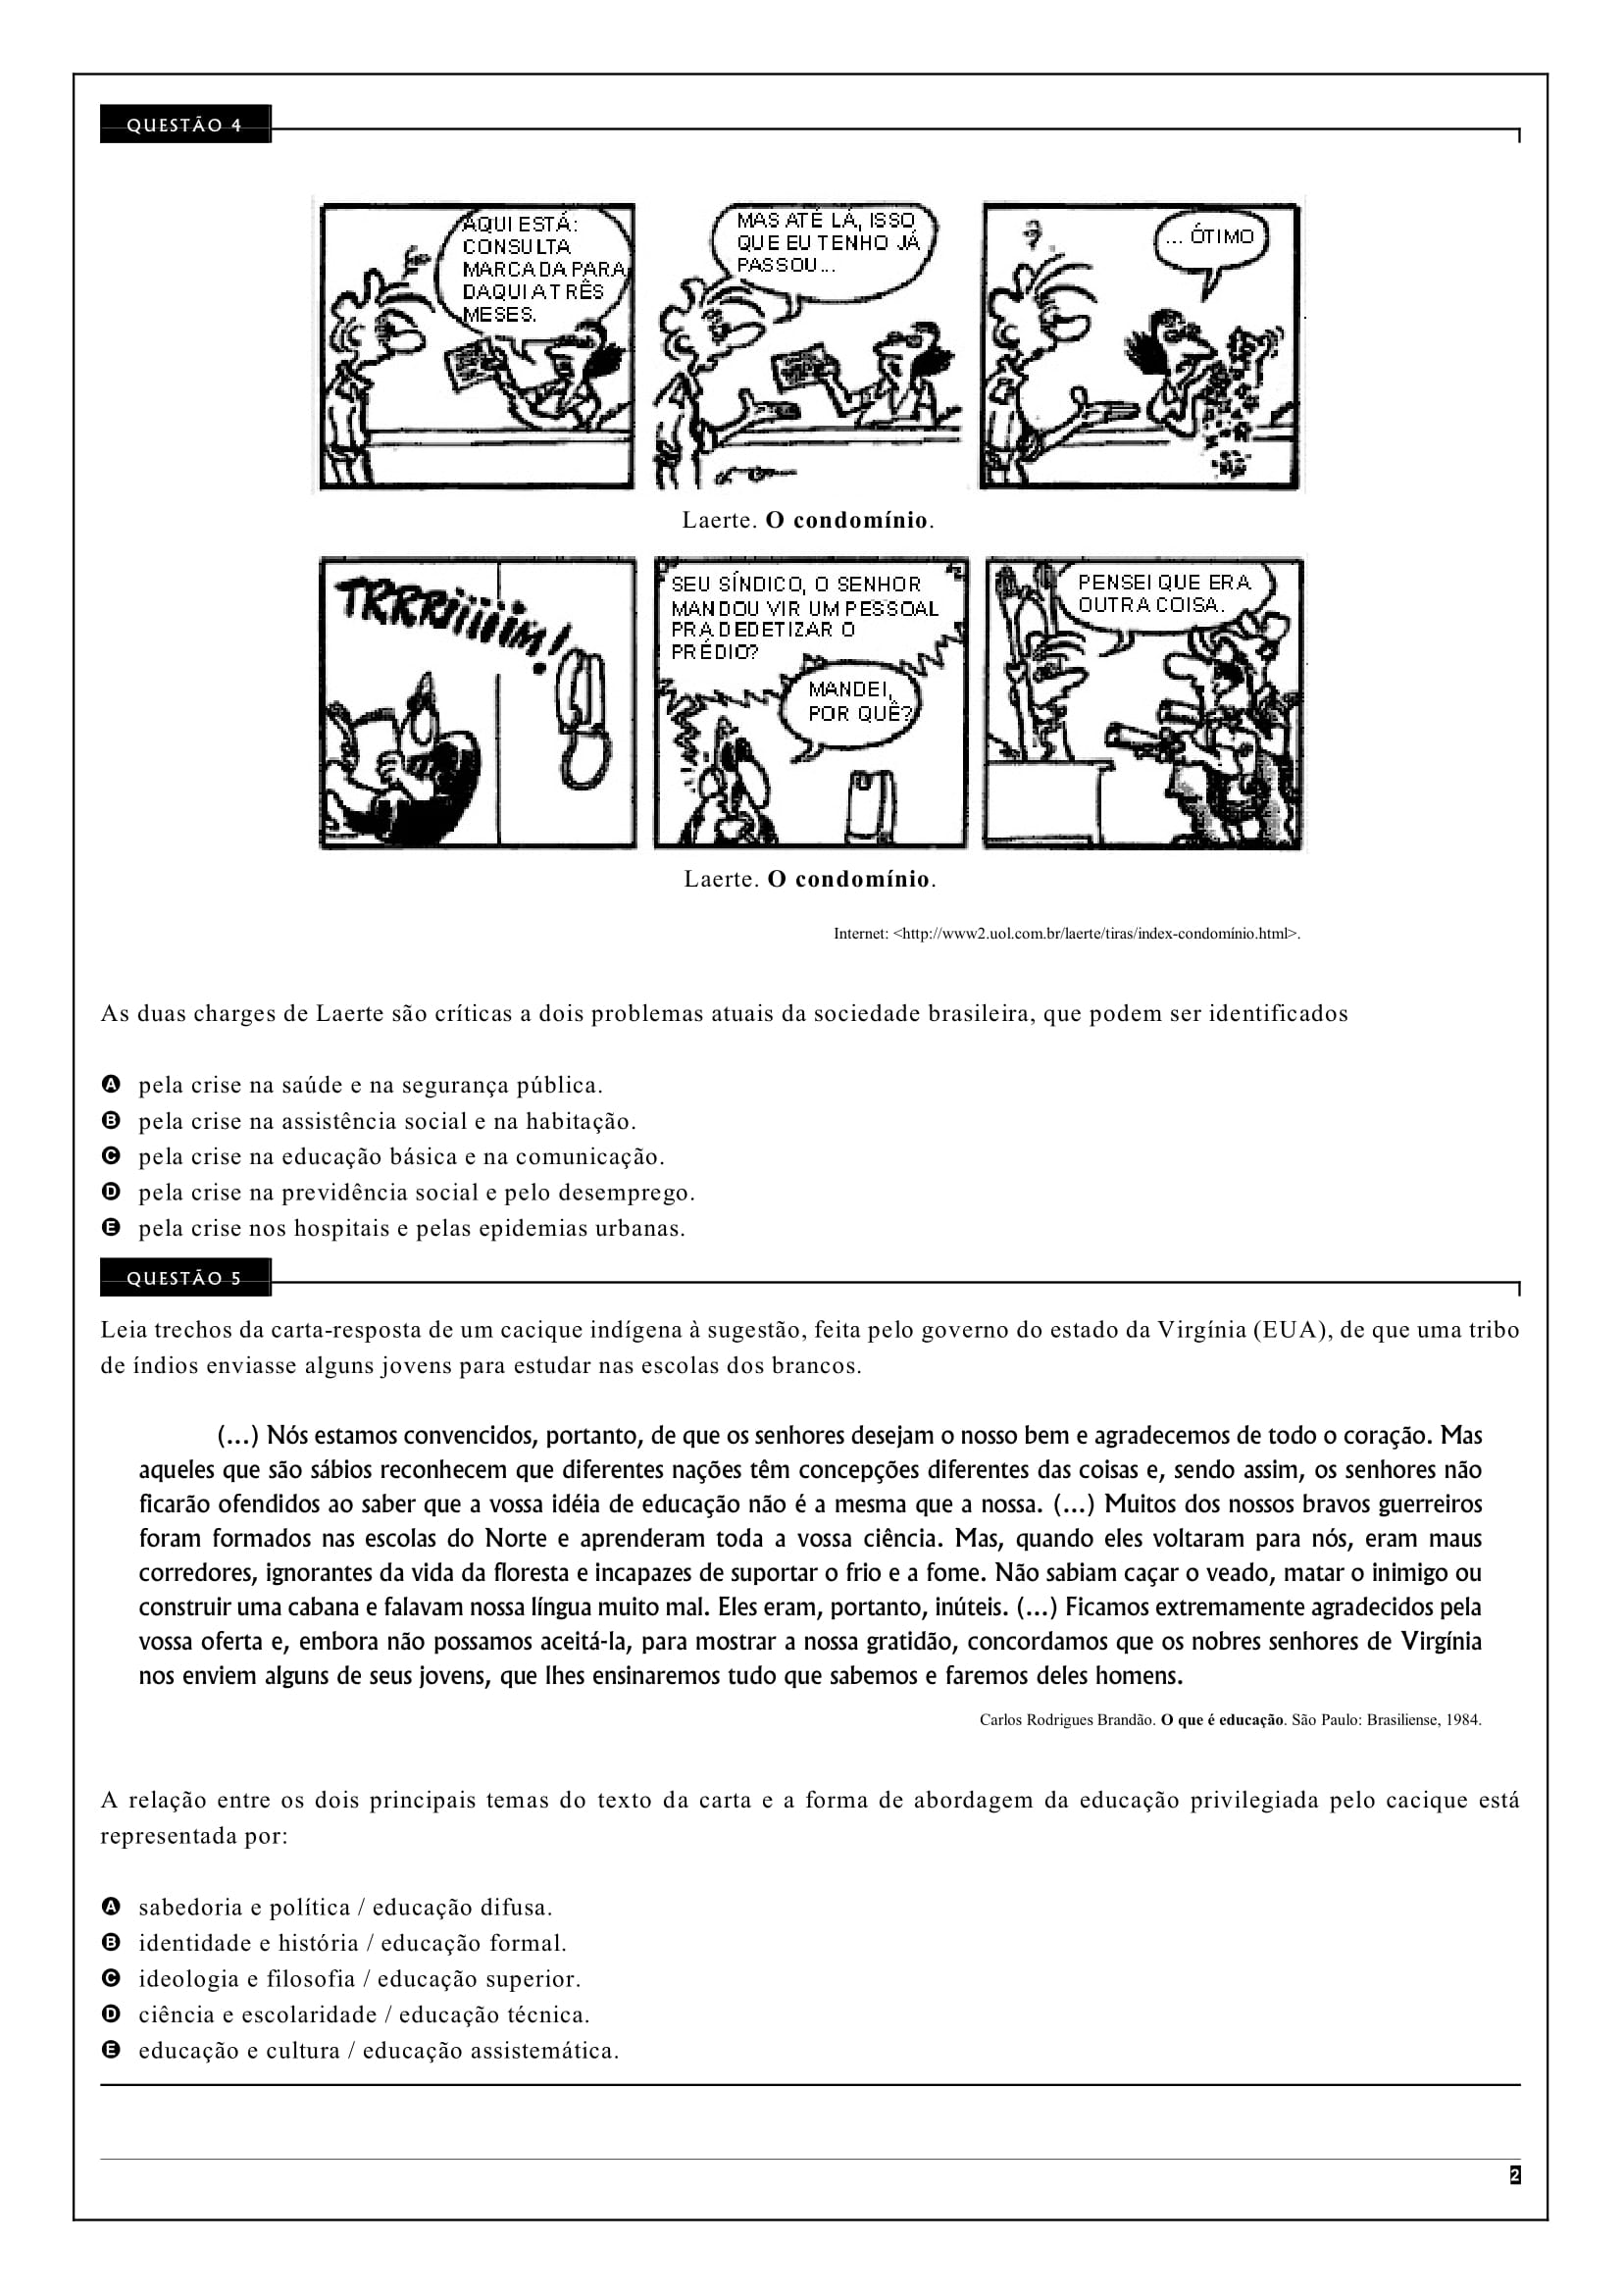 QUESTÃO 4
AQUI ESTÁ:
CONSULTA
MARCADA PARA
DAQUI A TRÊS
MESES.
MAS ATÉ LÁ, ISSO
QUE EU TENHO JÁ
PASSOU...
... ÓTIMO
Laerte. O condomínio.
TRRRIIIIIM!
SEU SÍNDICO, O SENHOR
MANDOU VIR UM PESSOAL
PRA DEDETIZAR O
PRÉDIO?
MANDEI,
POR QUÊ?
PENSEI QUE ERA
OUTRA COISA.
Laerte. O condomínio.
Internet: <http://www2.uol.com.br/laerte/tiras/index-condomínio.html>.
As duas charges de Laerte são críticas a dois problemas atuais da sociedade brasileira, que podem ser identificados
A pela crise na saúde e na segurança pública.
B pela crise na assistência social e na habitação.
C pela crise na educação básica e na comunicação.
D pela crise na previdência social e pelo desemprego.
E pela crise nos hospitais e pelas epidemias urbanas.
QUESTÃO 5
Leia trechos da carta-resposta de um cacique indígena à sugestão, feita pelo governo do estado da Virgínia (EUA), de que uma tribo
de índios enviasse alguns jovens para estudar nas escolas dos brancos.
(...) Nós estamos convencidos, portanto, de que os senhores desejam o nosso bem e agradecemos de todo o coração. Mas
aqueles que são sábios reconhecem que diferentes nações têm concepções diferentes das coisas e, sendo assim, os senhores não
ficarão ofendidos ao saber que a vossa idéia de educação não é a mesma que a nossa. (...) Muitos dos nossos bravos guerreiros
foram formados nas escolas do Norte e aprenderam toda a vossa ciência. Mas, quando eles voltaram para nós, eram maus
corredores, ignorantes da vida da floresta e incapazes de suportar o frio e a fome. Não sabiam caçar o veado, matar o inimigo ou
construir uma cabana e falavam nossa língua muito mal. Eles eram, portanto, inúteis. (...) Ficamos extremamente agradecidos pela
vossa oferta e, embora não possamos aceitá-la, para mostrar a nossa gratidão, concordamos que os nobres senhores de Virgínia
nos enviem alguns de seus jovens, que lhes ensinaremos tudo que sabemos e faremos deles homens.
Carlos Rodrigues Brandão. O que é educação. São Paulo: Brasiliense, 1984.
A relação entre os dois principais temas do texto da carta e a forma de abordagem da educação privilegiada pelo cacique está
representada por:
A sabedoria e política / educação difusa.
B identidade e história / educação formal.
C ideologia e filosofia / educação superior.
D ciência e escolaridade / educação técnica.
E educação e cultura / educação assistemática.
2